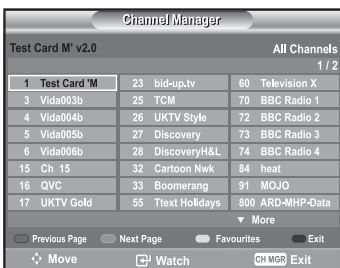 Channel Manager
Test Card M' v2.0 All Channels
1 / 2
1 Test Card 'M 23 bid-up.tv 60 Television X
3 Vida003b 25 TCM 70 BBC Radio 1
4 Vida004b 26 UKTV Style 72 BBC Radio 2
5 Vida005b 27 Discovery 73 BBC Radio 3
6 Vida006b 28 DiscoveryH&L 74 BBC Radio 4
15 Ch 15 32 Cartoon Nwk 84 heat
16 QVC 33 Boomerang 91 MOJO
17 UKTV Gold 55 Ttext Holidays 800 ARD-MHP-Data
▼ More
Previous Page Next Page Favourites Exit
Move Watch CH MGR Exit